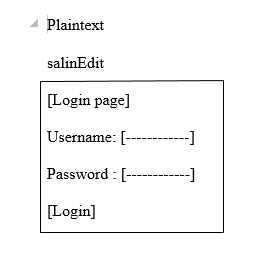 Plaintext
salinEdit
[Login page]
Username: [------------]
Password : [------------]
[Login]